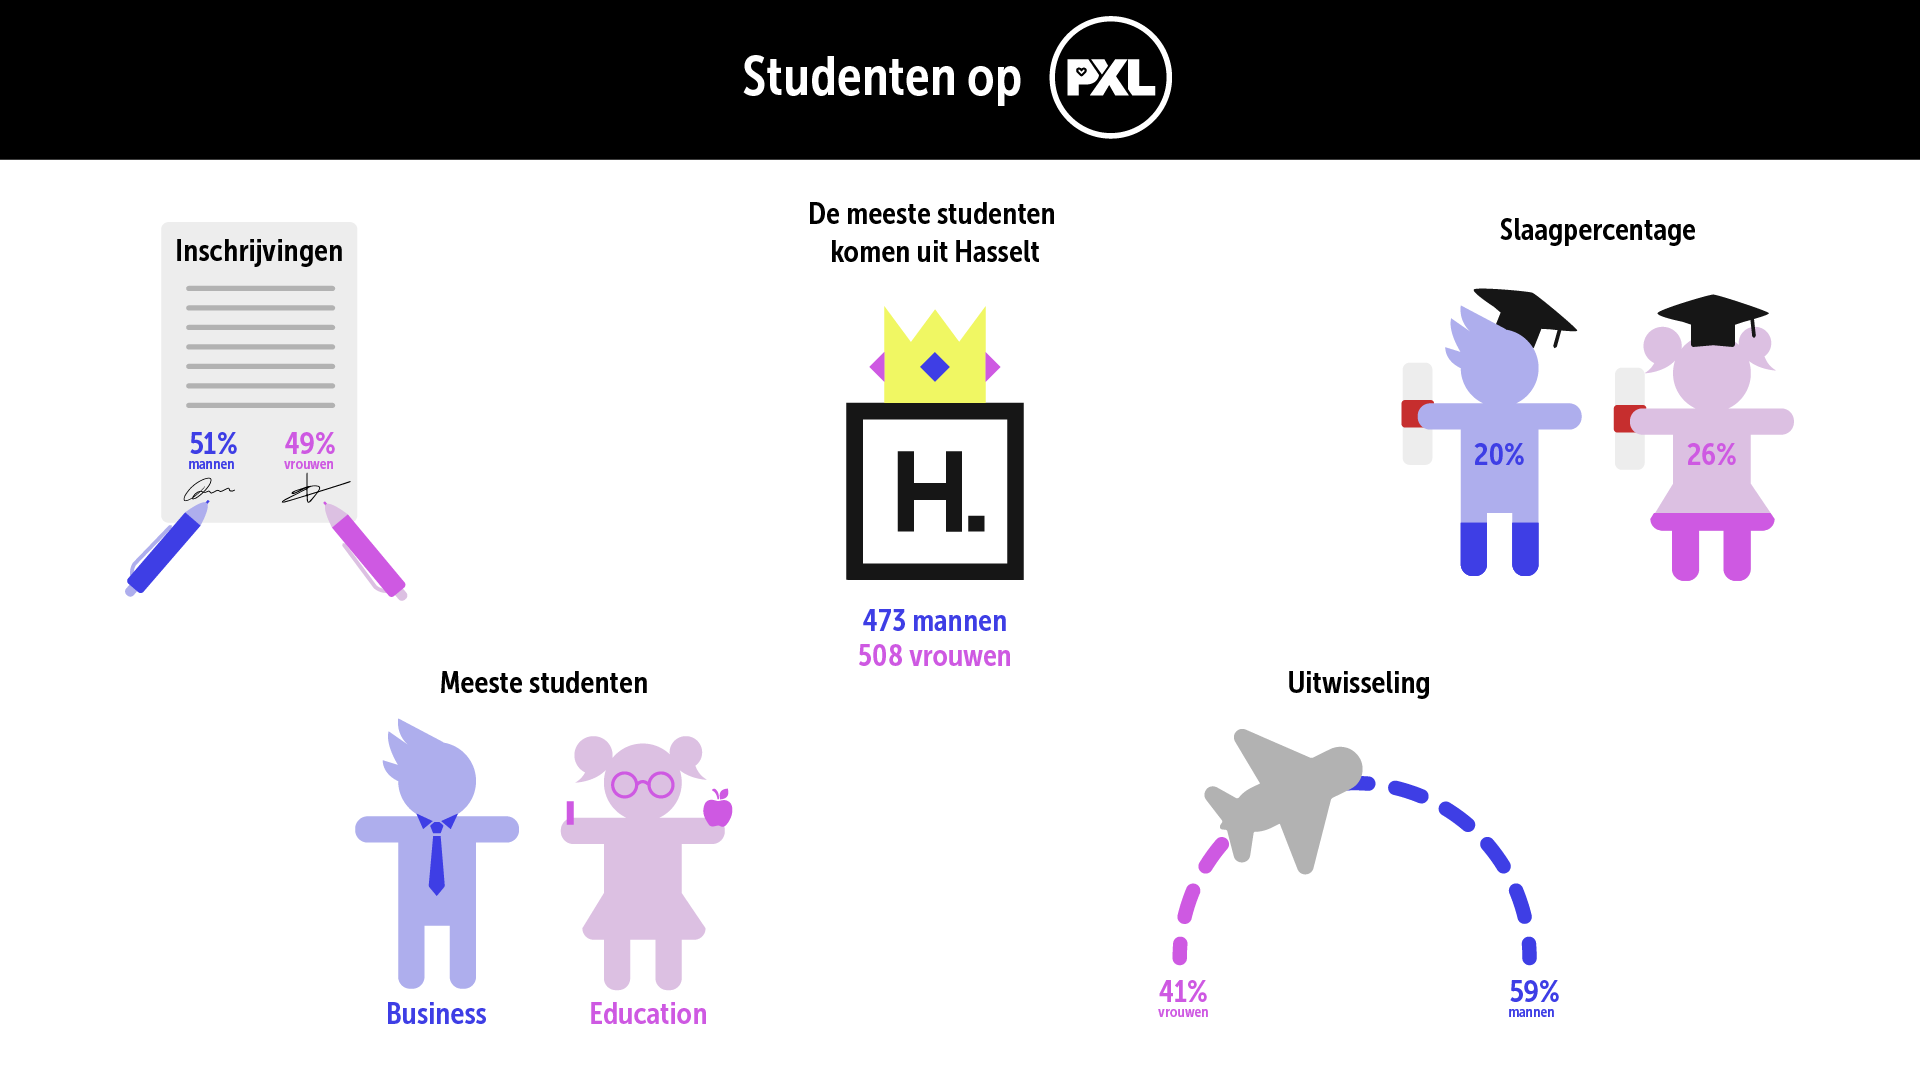 Studenten op PXL
Inschrijvingen
51%
mannen
49%
vrouwen
De meeste studenten
komen uit Hasselt
H.
473 mannen
508 vrouwen
Slaagpercentage
20%
26%
Meeste studenten
Business
Education
Uitwisseling
41%
vrouwen
59%
mannen